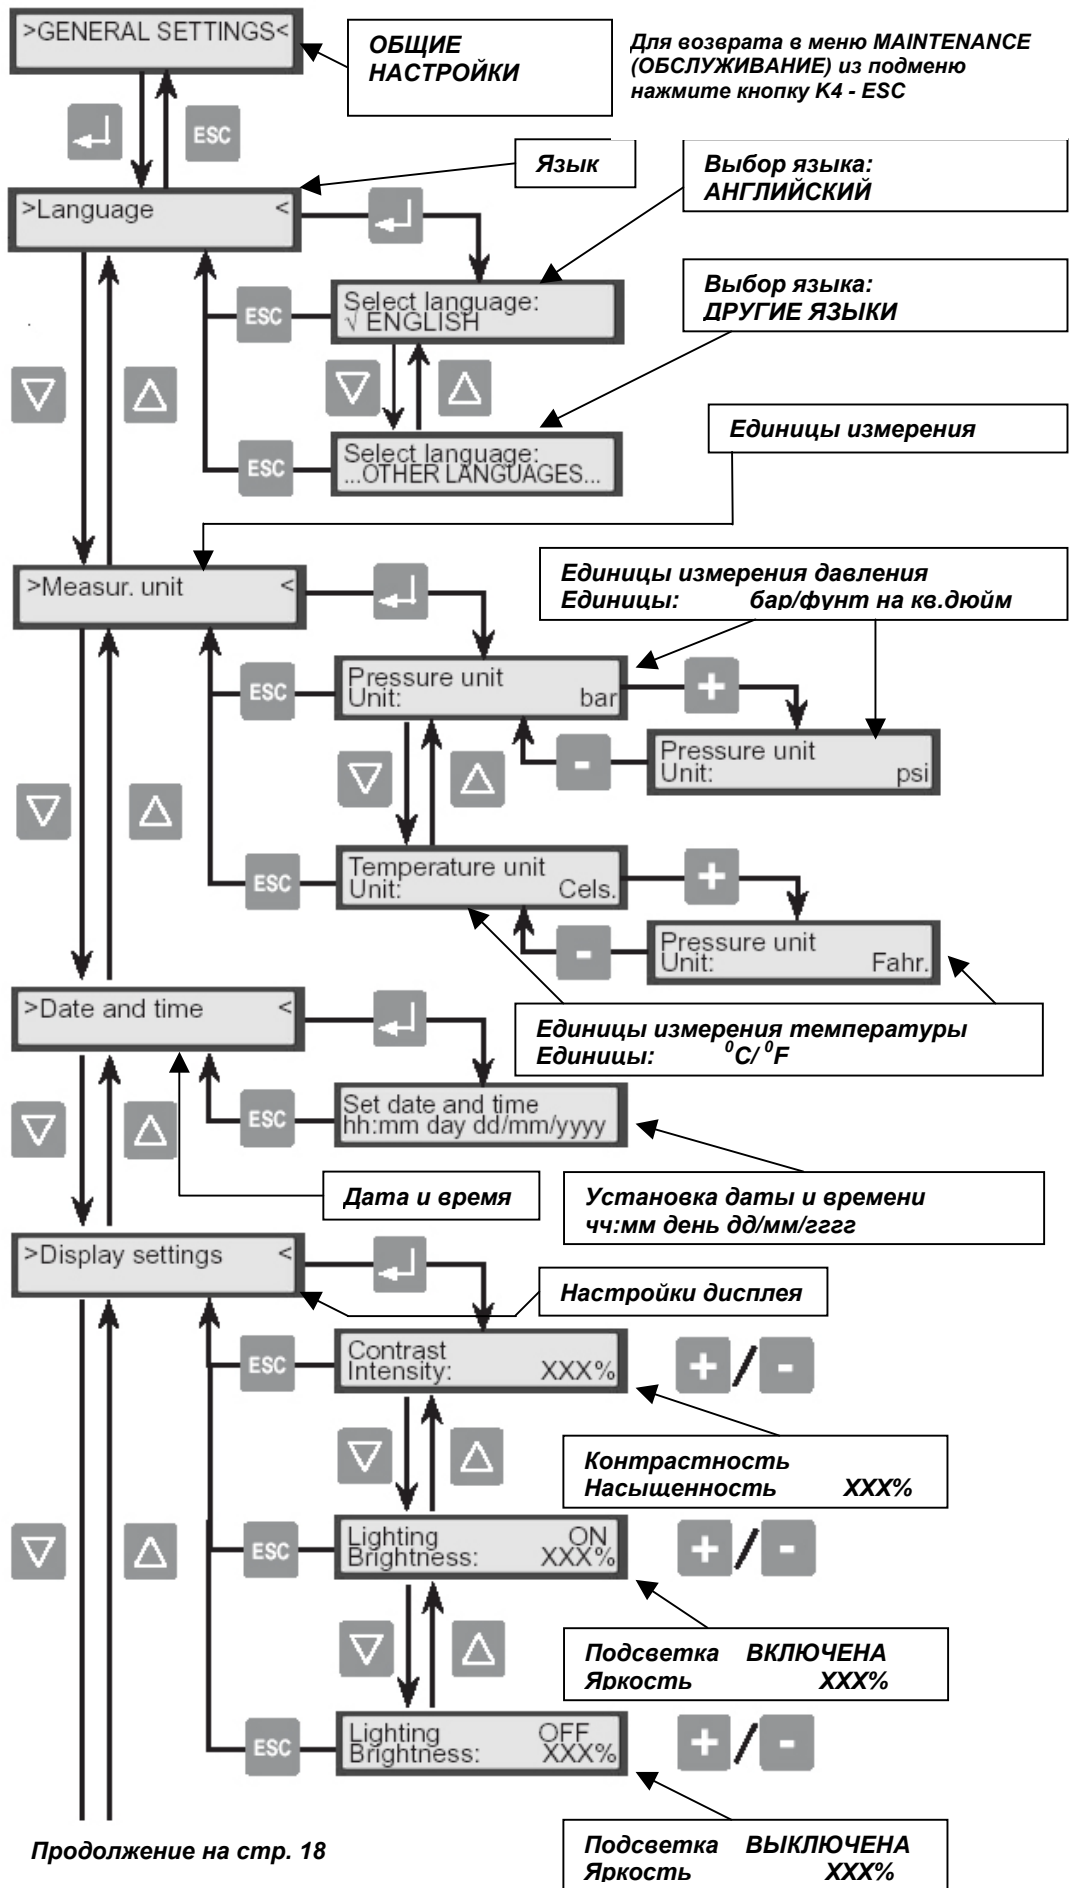 >GENERAL SETTINGS<
ОБЩИЕ
НАСТРОЙКИ
Для возврата в меню MAINTENANCE
(ОБСЛУЖИВАНИЕ) из подменю
нажмите кнопку K4 - ESC
ESC
Язык
Выбор языка:
АНГЛИЙСКИЙ
>Language <
Выбор языка:
ДРУГИЕ ЯЗЫКИ
ESC
Select language:
√ ENGLISH
Единицы измерения
ESC
Select language:
...OTHER LANGUAGES...
>Measur. unit <
Единицы измерения давления
Единицы: бар/фунт на кв.дюйм
ESC
Pressure unit
Unit: bar
+
-
Pressure unit
Unit: psi
ESC
Temperature unit
Unit: Cels.
+
-
Pressure unit
Unit: Fahr.
>Date and time <
Единицы измерения температуры
Единицы: ⁰C/ ⁰F
ESC
Set date and time
hh:mm day dd/mm/yyyy
Дата и время
Установка даты и времени
чч:мм день дд/мм/гггг
>Display settings <
Настройки дисплея
ESC
Contrast
Intensity: XXX%
+ / -
Контрастность
Насыщенность XXX%
ESC
Lighting ON
Brightness: XXX%
+ / -
Подсветка ВКЛЮЧЕНА
Яркость XXX%
ESC
Lighting OFF
Brightness: XXX%
+ / -
Подсветка ВЫКЛЮЧЕНА
Яркость XXX%
Продолжение на стр. 18